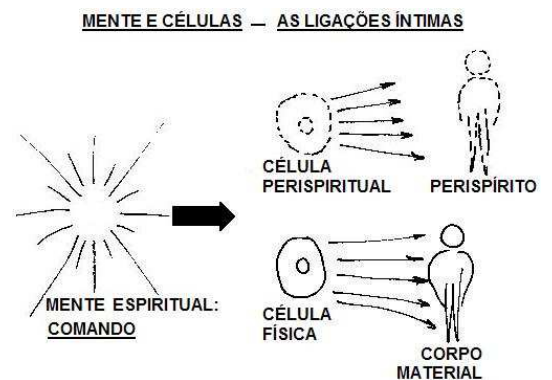 MENTE E CÉLULAS — AS LIGAÇÕES ÍNTIMAS
CÉLULA
PERISPIRITUAL
PERISPÍRITO
MENTE ESPIRITUAL:
COMANDO
CÉLULA
FÍSICA
CORPO
MATERIAL